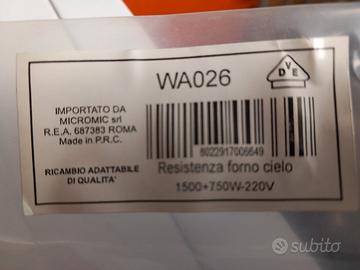 WA026
DVE
IMPORTATO DA
MICROMIC srl
R.E.A. 687383 ROMA
Made in P.R.C.
8022917006649
RICAMBIO ADATTABILE
DI QUALITA'
Resistenza forno cielo
1500+750W-220V
subito